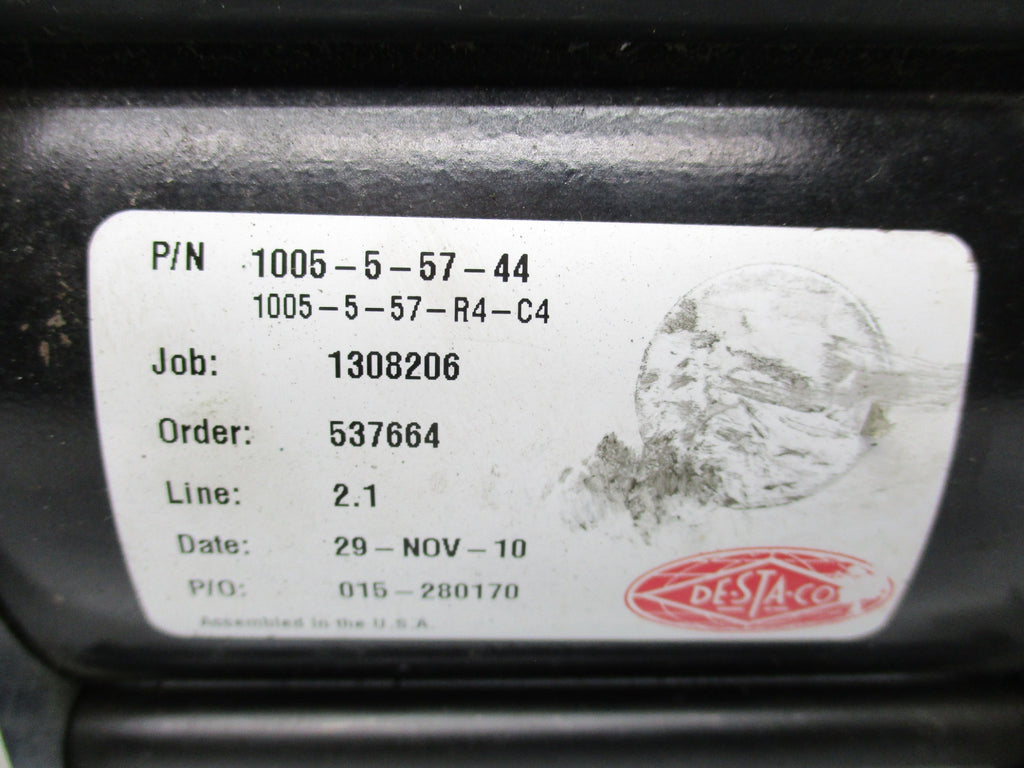 P/N 1005-5-57-44
1005-5-57-R4-C4
Job: 1308206
Order: 537664
Line: 2.1
Date: 29-NOV-10
P/O: 015-280170
Assembled in the U.S.A.
DE-STA-CO